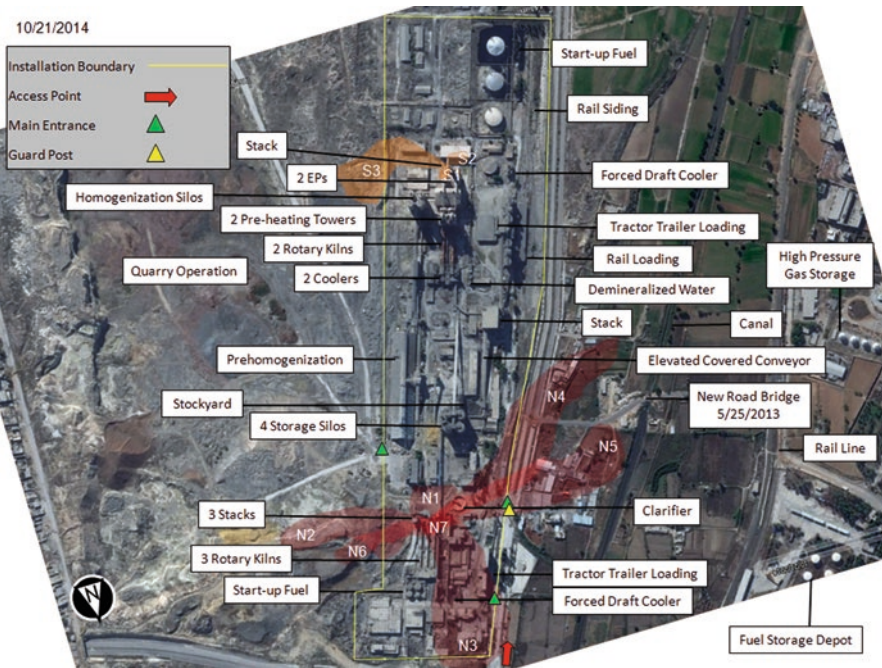 10/21/2014
Installation Boundary
Access Point
Main Entrance
Guard Post
Start-up Fuel
Rail Siding
Stack
S2
S1
S3
2 EPs
Forced Draft Cooler
Homogenization Silos
2 Pre-heating Towers
Tractor Trailer Loading
2 Rotary Kilns
Rail Loading
High Pressure
Gas Storage
Quarry Operation
2 Coolers
Demineralized Water
Stack
Canal
Prehomogenization
Elevated Covered Conveyor
N4
New Road Bridge
5/25/2013
Stockyard
4 Storage Silos
N5
Rail Line
N1
3 Stacks
Clarifier
N7
N2
N6
3 Rotary Kilns
Tractor Trailer Loading
Start-up Fuel
Forced Draft Cooler
N
N3
Fuel Storage Depot